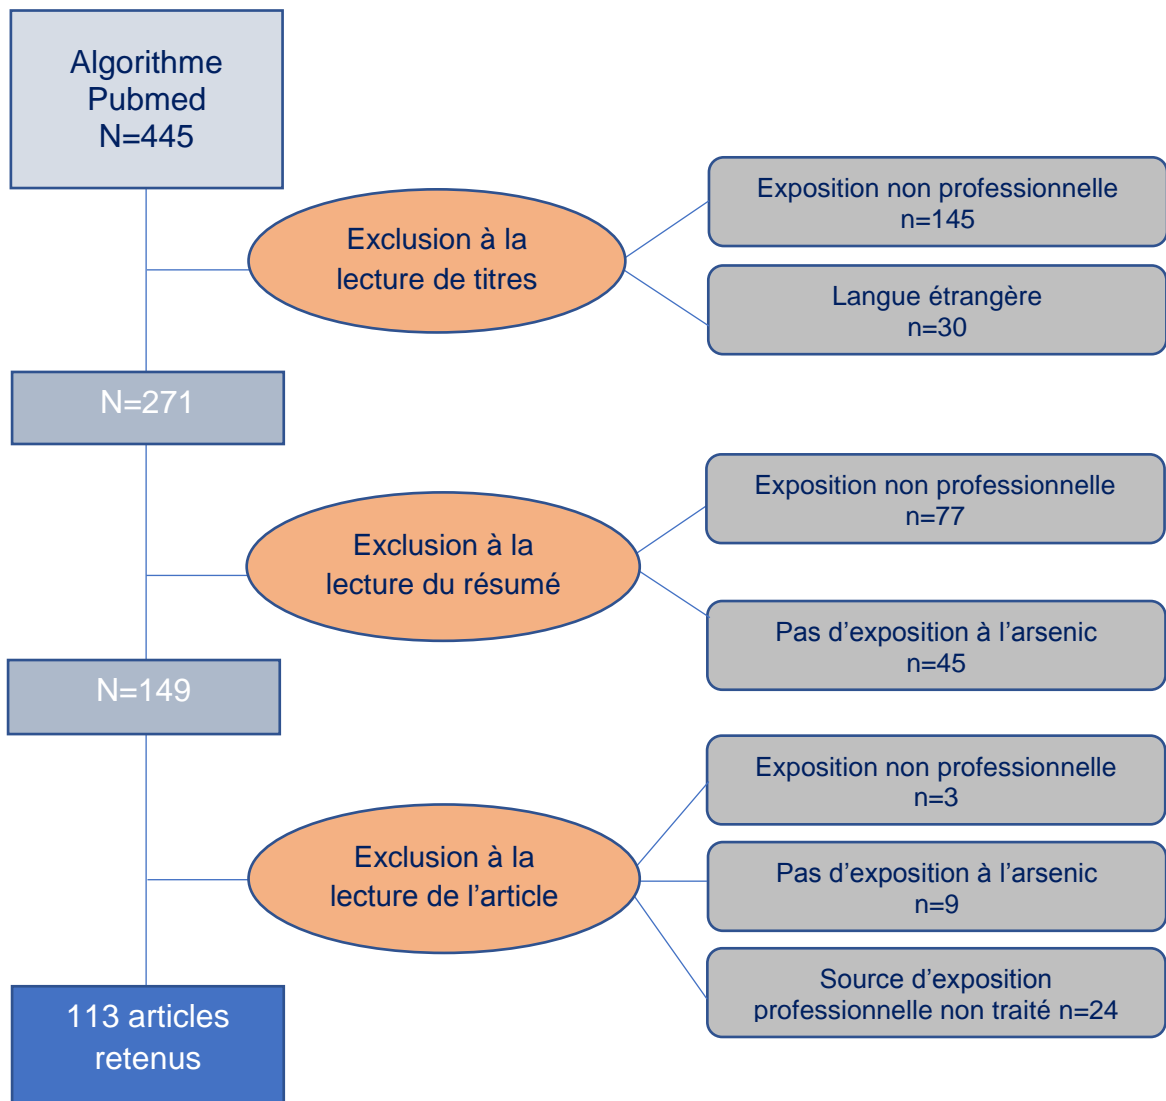 Algorithme
Pubmed
N=445
Exclusion à la
lecture de titres
Exposition non professionnelle
n=145
Langue étrangère
n=30
N=271
Exclusion à la
lecture du résumé
Exposition non professionnelle
n=77
Pas d’exposition à l’arsenic
n=45
N=149
Exclusion à la
lecture de l’article
Exposition non professionnelle
n=3
Pas d’exposition à l’arsenic
n=9
Source d’exposition
professionnelle non traité n=24
113 articles
retenus